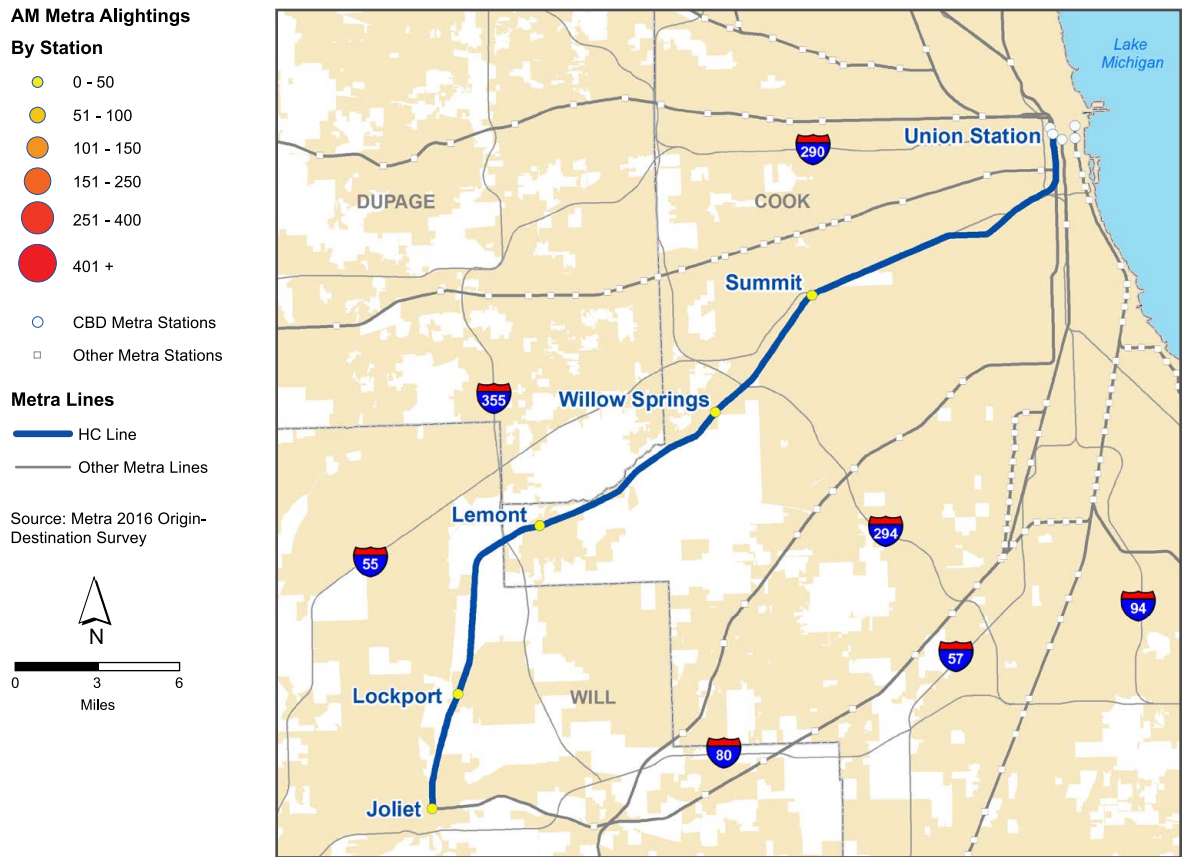 AM Metra Alightings
By Station
0 - 50
51 - 100
101 - 150
151 - 250
251 - 400
401 +
CBD Metra Stations
Other Metra Stations
Metra Lines
HC Line
Other Metra Lines
Source: Metra 2016 Origin-
Destination Survey
N
0 3 6
Miles
Lake
Michigan
Union Station
290
DUPAGE
COOK
Summit
355
Willow Springs
Lemont
294
55
94
57
Lockport
WILL
80
Joliet